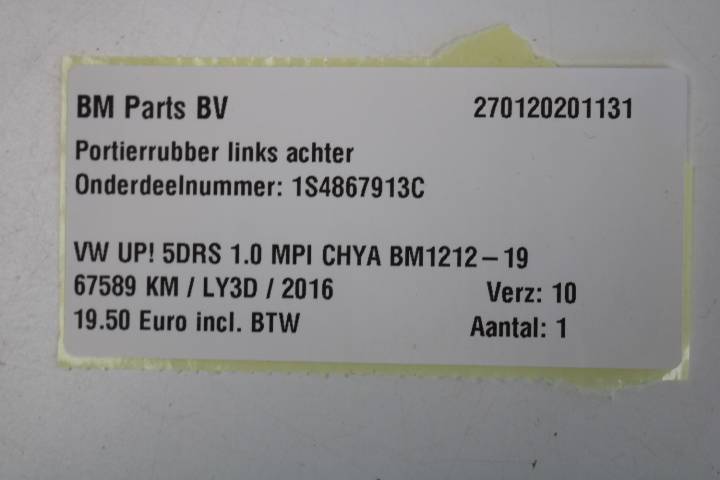 BM Parts BV 270120201131
Portierrubber links achter
Onderdeelnummer: 1S4867913C
VW UP! 5DRS 1.0 MPI CHYA BM1212-19
67589 KM / LY3D / 2016 Verz: 10
19.50 Euro incl. BTW Aantal: 1